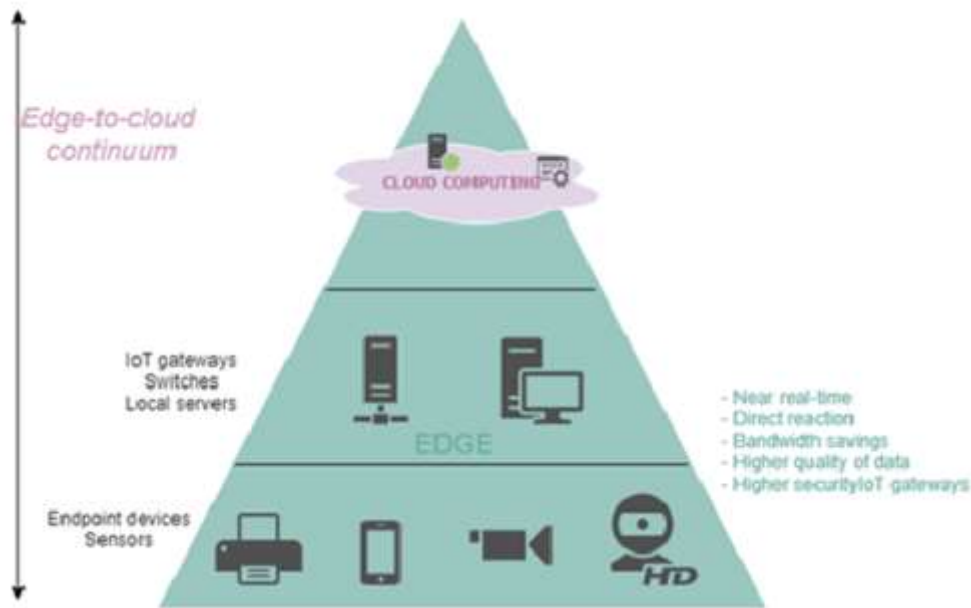 Edge-to-cloud
continuum
CLOUD COMPUTING
IoT gateways
Switches
Local servers
EDGE
- Near real-time
- Direct reaction
- Bandwidth savings
- Higher quality of data
- Higher securityIoT gateways
Endpoint devices
Sensors
HD